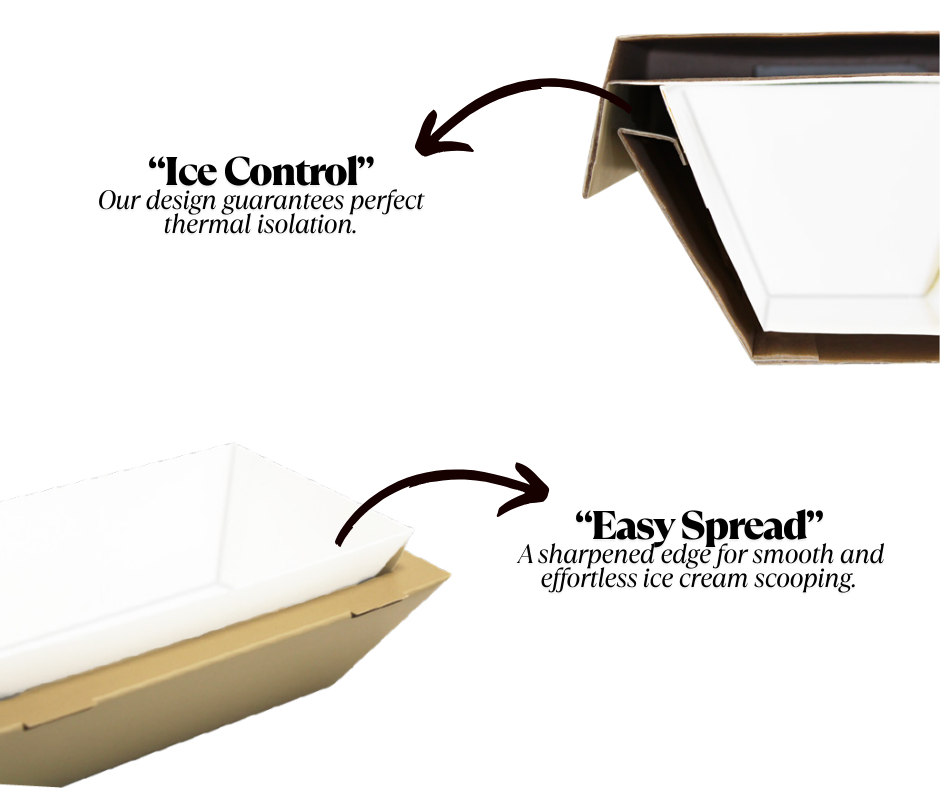 “Ice Control”
Our design guarantees perfect
thermal isolation.
“Easy Spread”
A sharpened edge for smooth and
effortless ice cream scooping.